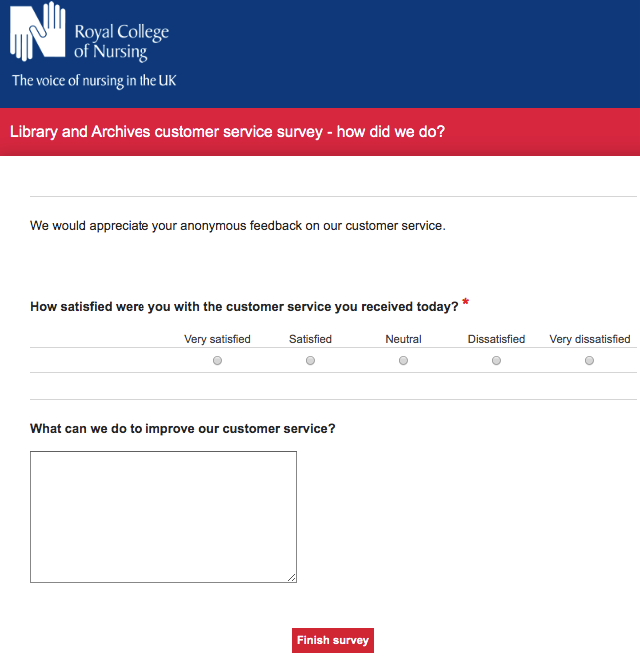 Royal College
of Nursing
The voice of nursing in the UK
Library and Archives customer service survey - how did we do?
We would appreciate your anonymous feedback on our customer service.
How satisfied were you with the customer service you received today? *
Very satisfied Satisfied Neutral Dissatisfied Very dissatisfied
What can we do to improve our customer service?
Finish survey